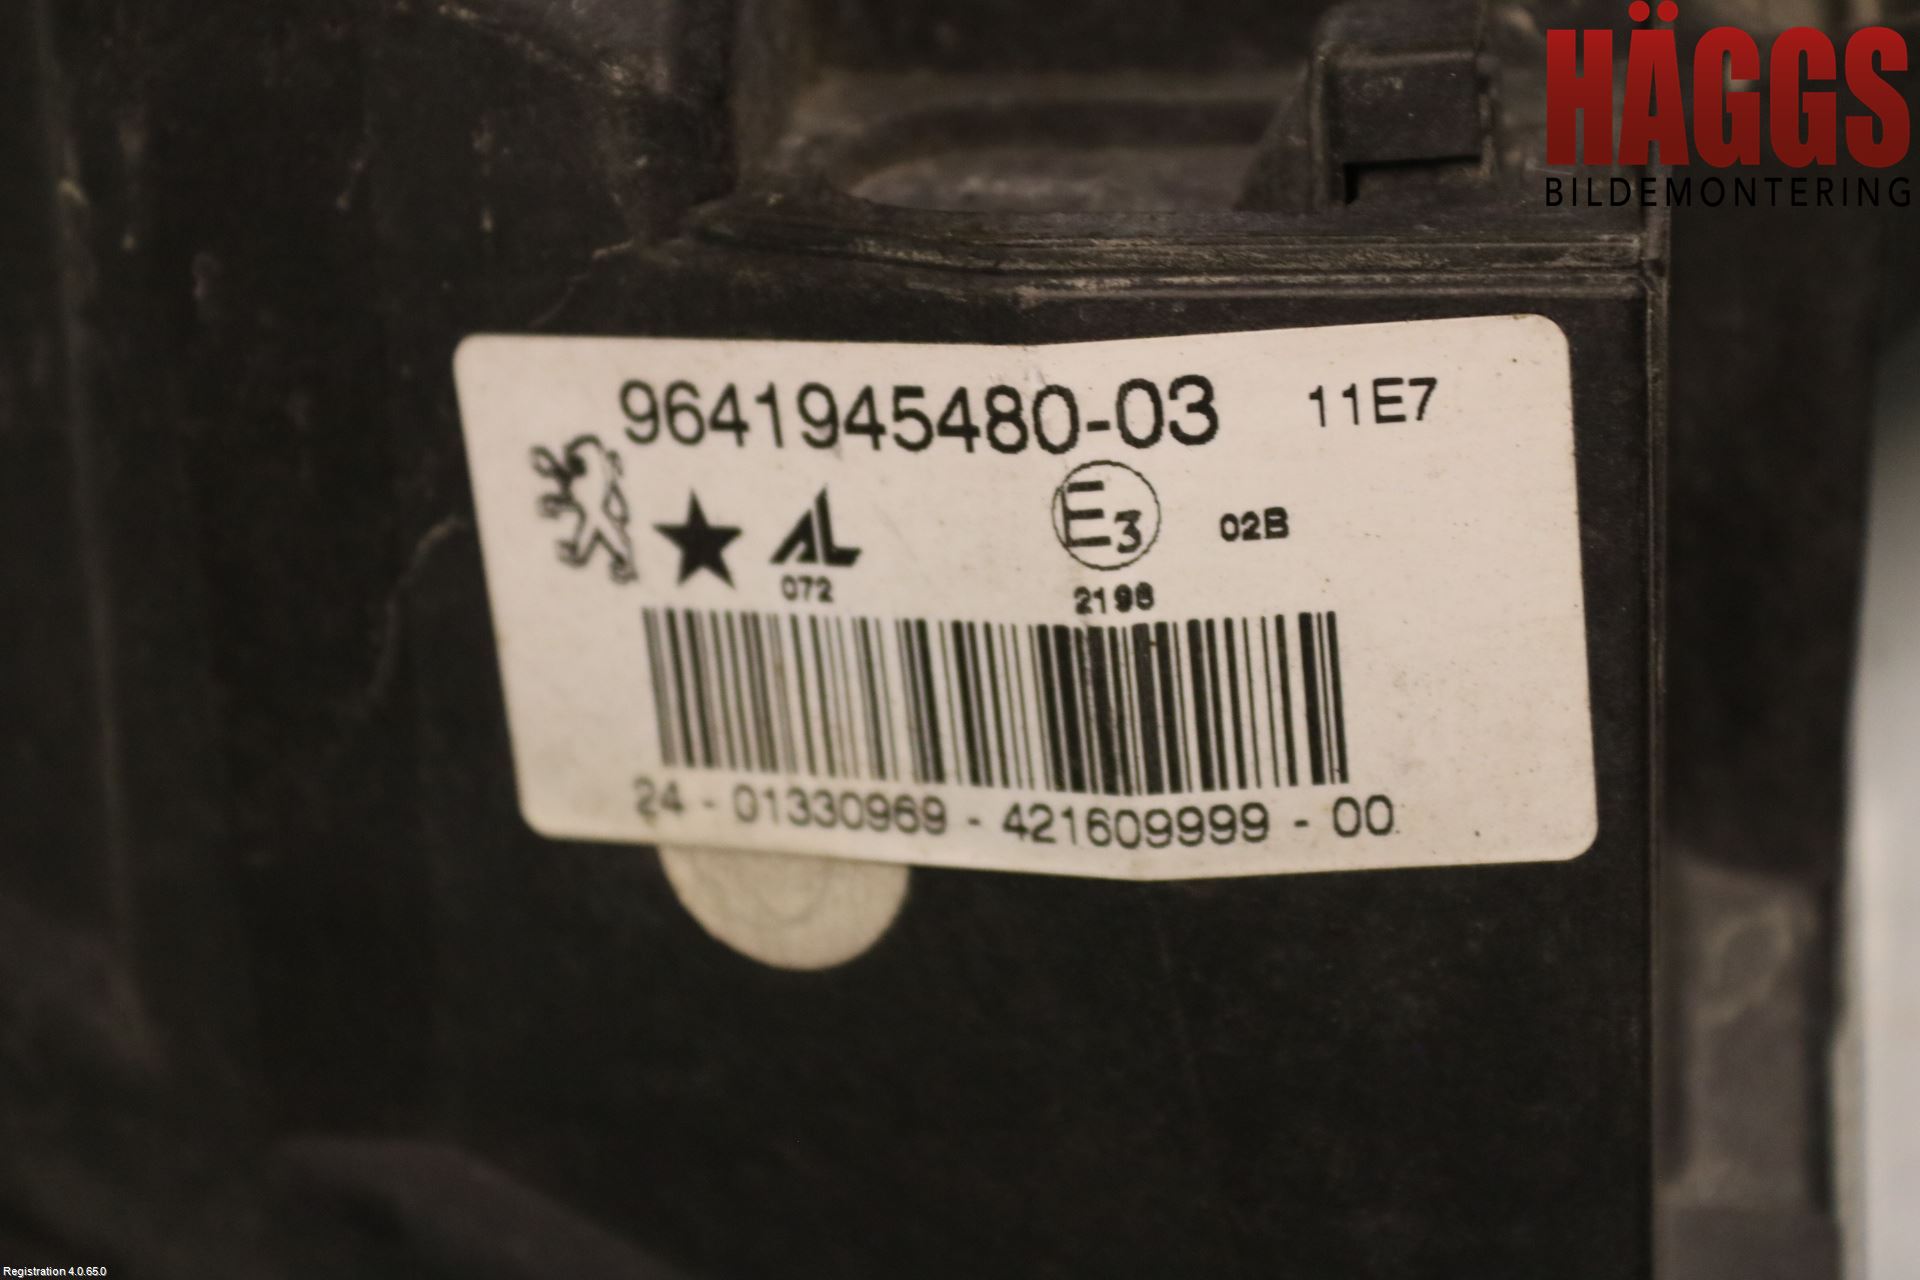 HÄGGS
BILDEMONTERING
9641945480-03 11E7
AL E3 02B
072 2198
24 - 01330969 - 421609999 - 00
Registration 4.0.65.0